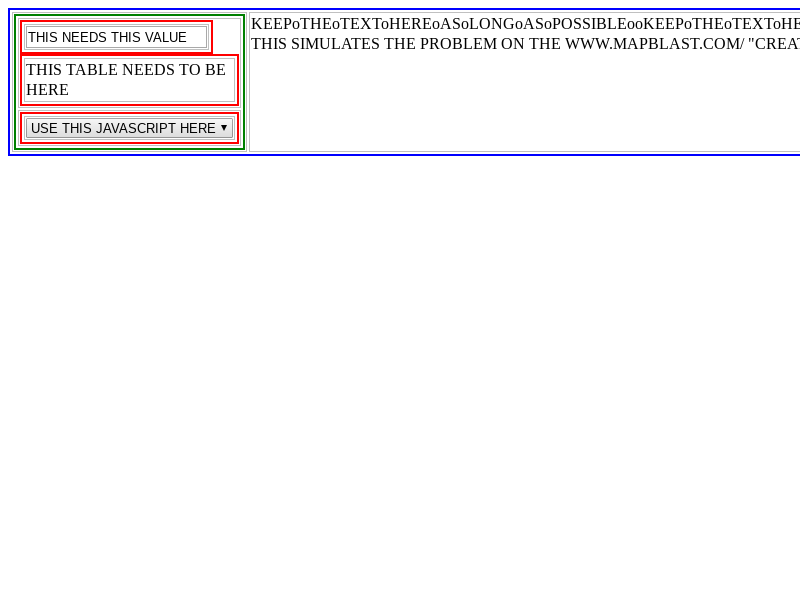 THIS NEEDS THIS VALUE
THIS TABLE NEEDS TO BE
HERE
USE THIS JAVASCRIPT HERE
KEEPoTHEoTEXToHEREoASoLONGoASoPOSSIBLEooKEEPoTHEoTEXToHE
THIS SIMULATES THE PROBLEM ON THE WWW.MAPBLAST.COM/ "CREAT